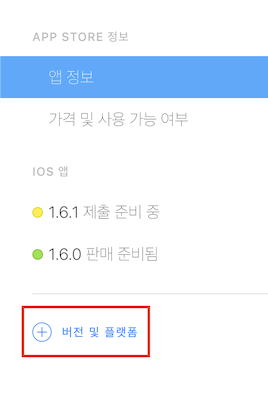 APP STORE 정보
앱 정보
가격 및 사용 가능 여부
IOS 앱
1.6.1 제출 준비 중
1.6.0 판매 준비됨
버전 및 플랫폼